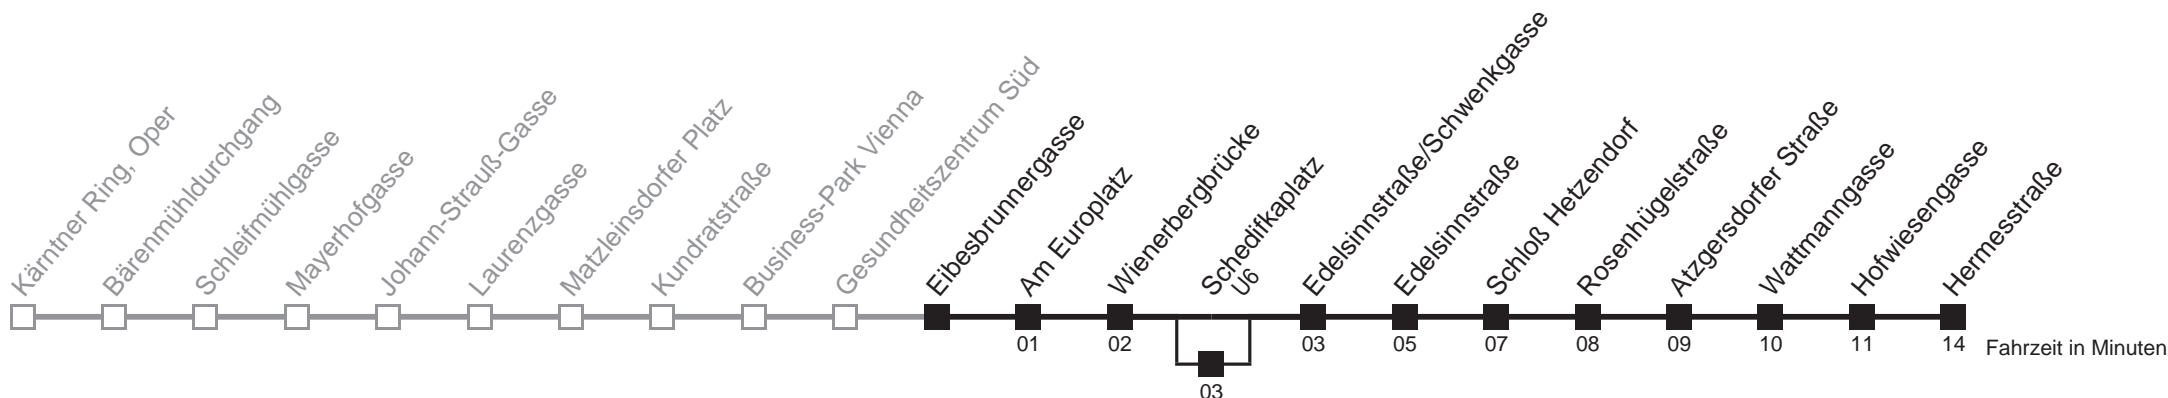 Kärntner Ring, Oper
Bärenmühldurchgang
Schleifmühlgasse
Mayerhofgasse
Johann-Strauß-Gasse
Laurenzgasse
Matzleinsdorfer Platz
Kundratstraße
Business-Park Vienna
Gesundheitszentrum Süd
Eibesbrunnergasse
Am Europlatz
Wienerbergbrücke
Schedifkaplatz
U6
Edelsinnstraße/Schwenkgasse
Edelsinnstraße
Schloß Hetzendorf
Rosenhügelstraße
Atzgersdorfer Straße
Wattmanngasse
Hofwiesengasse
Hermesstraße
01 02 03 05 07 08 09 10 11 14 Fahrzeit in Minuten
03